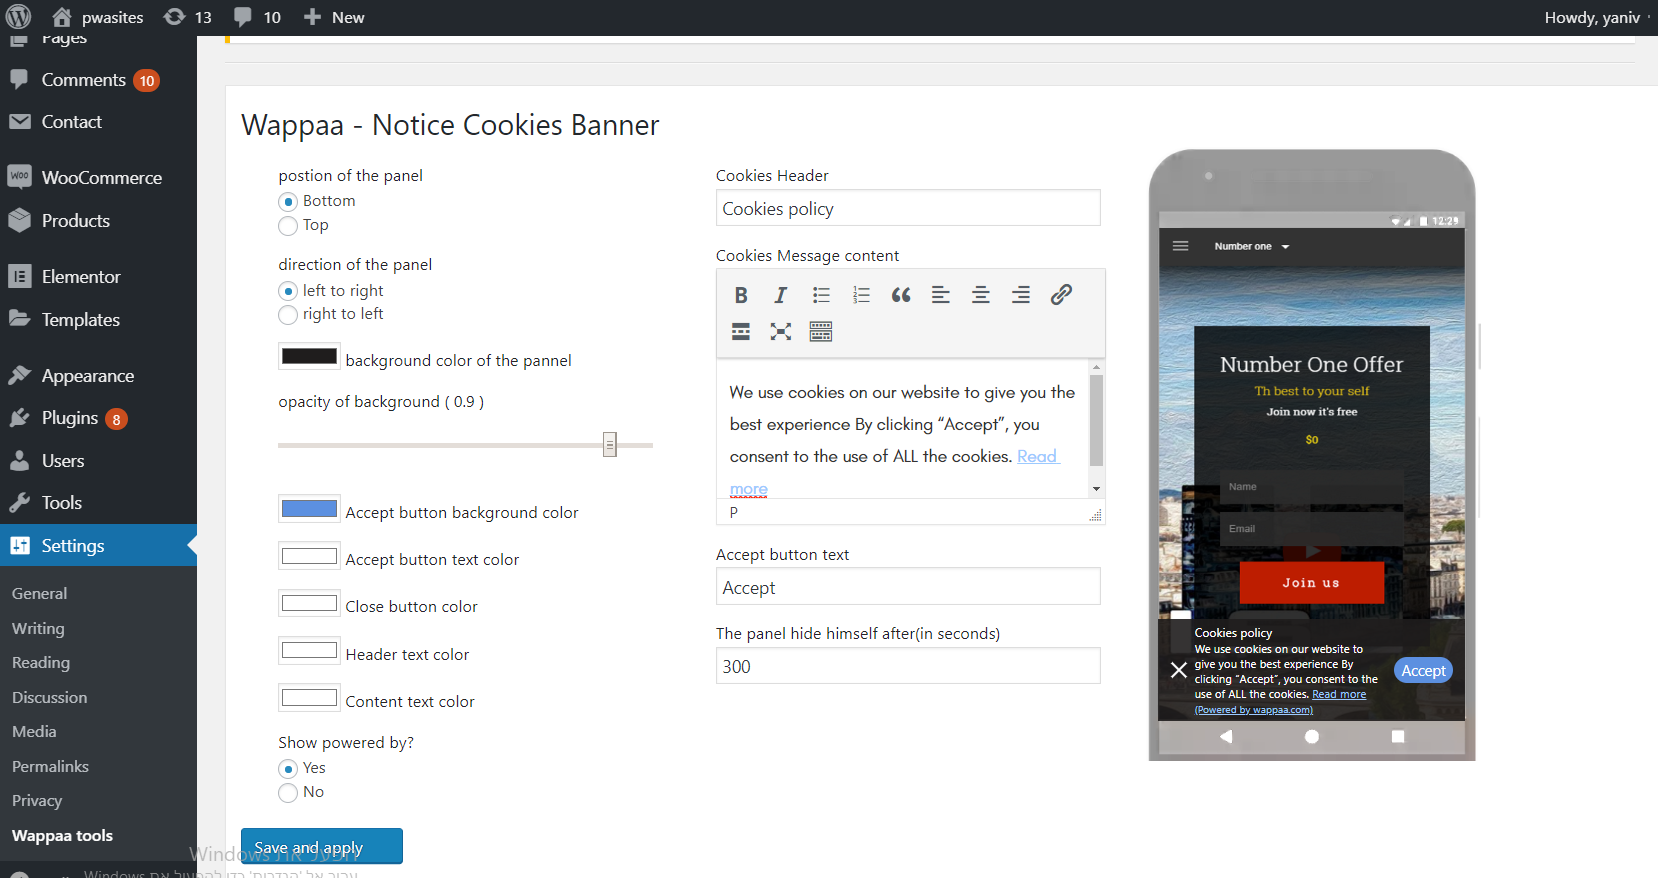 pwasites
13
10
New
Howdy, yaniv
Pages
Comments 10
Contact
WooCommerce
Products
Elementor
Templates
Appearance
Plugins 8
Users
Tools
Settings
General
Writing
Reading
Discussion
Media
Permalinks
Privacy
Wappaa tools
Wappaa - Notice Cookies Banner
postion of the panel
Bottom
Top
direction of the panel
left to right
right to left
background color of the pannel
opacity of background ( 0.9 )
Accept button background color
Accept button text color
Close button color
Header text color
Content text color
Show powered by?
Yes
No
Save and apply
Cookies Header
Cookies policy
Cookies Message content
We use cookies on our website to give you the
best experience By clicking “Accept”, you
consent to the use of ALL the cookies. Read
more
P
Accept button text
Accept
The panel hide himself after(in seconds)
300
12:29
Number one
Number One Offer
Th best to your self
Join now it's free
$0
Name
Email
Join us
Cookies policy
We use cookies on our website to
give you the best experience By
clicking “Accept”, you consent to the
use of ALL the cookies. Read more
(Powered by wappaa.com)
Accept
הפעל את Windows
Windows